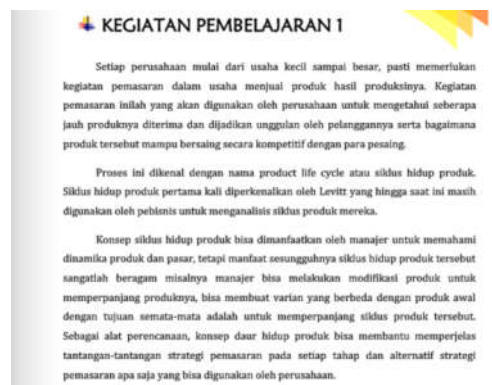 KEGIATAN PEMBELAJARAN 1
Setiap perusahaan mulai dari usaha kecil sampai besar, pasti memerlukan
kegiatan pemasaran dalam usaha menjual produk hasil produksinya. Kegiatan
pemasaran inilah yang akan digunakan oleh perusahaan untuk mengetahui seberapa
jauh produknya diterima dan dijadikan unggulan oleh pelanggannya serta bagaimana
produk tersebut mampu bersaing secara kompetitif dengan para pesaing.
Proses ini dikenal dengan nama product life cycle atau siklus hidup produk.
Siklus hidup produk pertama kali diperkenalkan oleh Levitt yang hingga saat ini masih
digunakan oleh pebisnis untuk menganalisis siklus produk mereka.
Konsep siklus hidup produk bisa dimanfaatkan oleh manajer untuk memahami
dinamika produk dan pasar, tetapi manfaat sesungguhnya siklus hidup produk tersebut
sangatlah beragam misalnya manajer bisa melakukan modifikasi produk untuk
memperpanjang produknya, bisa membuat varian yang berbeda dengan produk awal
dengan tujuan semata-mata adalah untuk memperpanjang siklus produk tersebut.
Sebagai alat perencanaan, konsep daur hidup produk bisa membantu memperjelas
tantangan-tantangan strategi pemasaran pada setiap tahap dan alternatif strategi
pemasaran apa saja yang bisa digunakan oleh perusahaan.